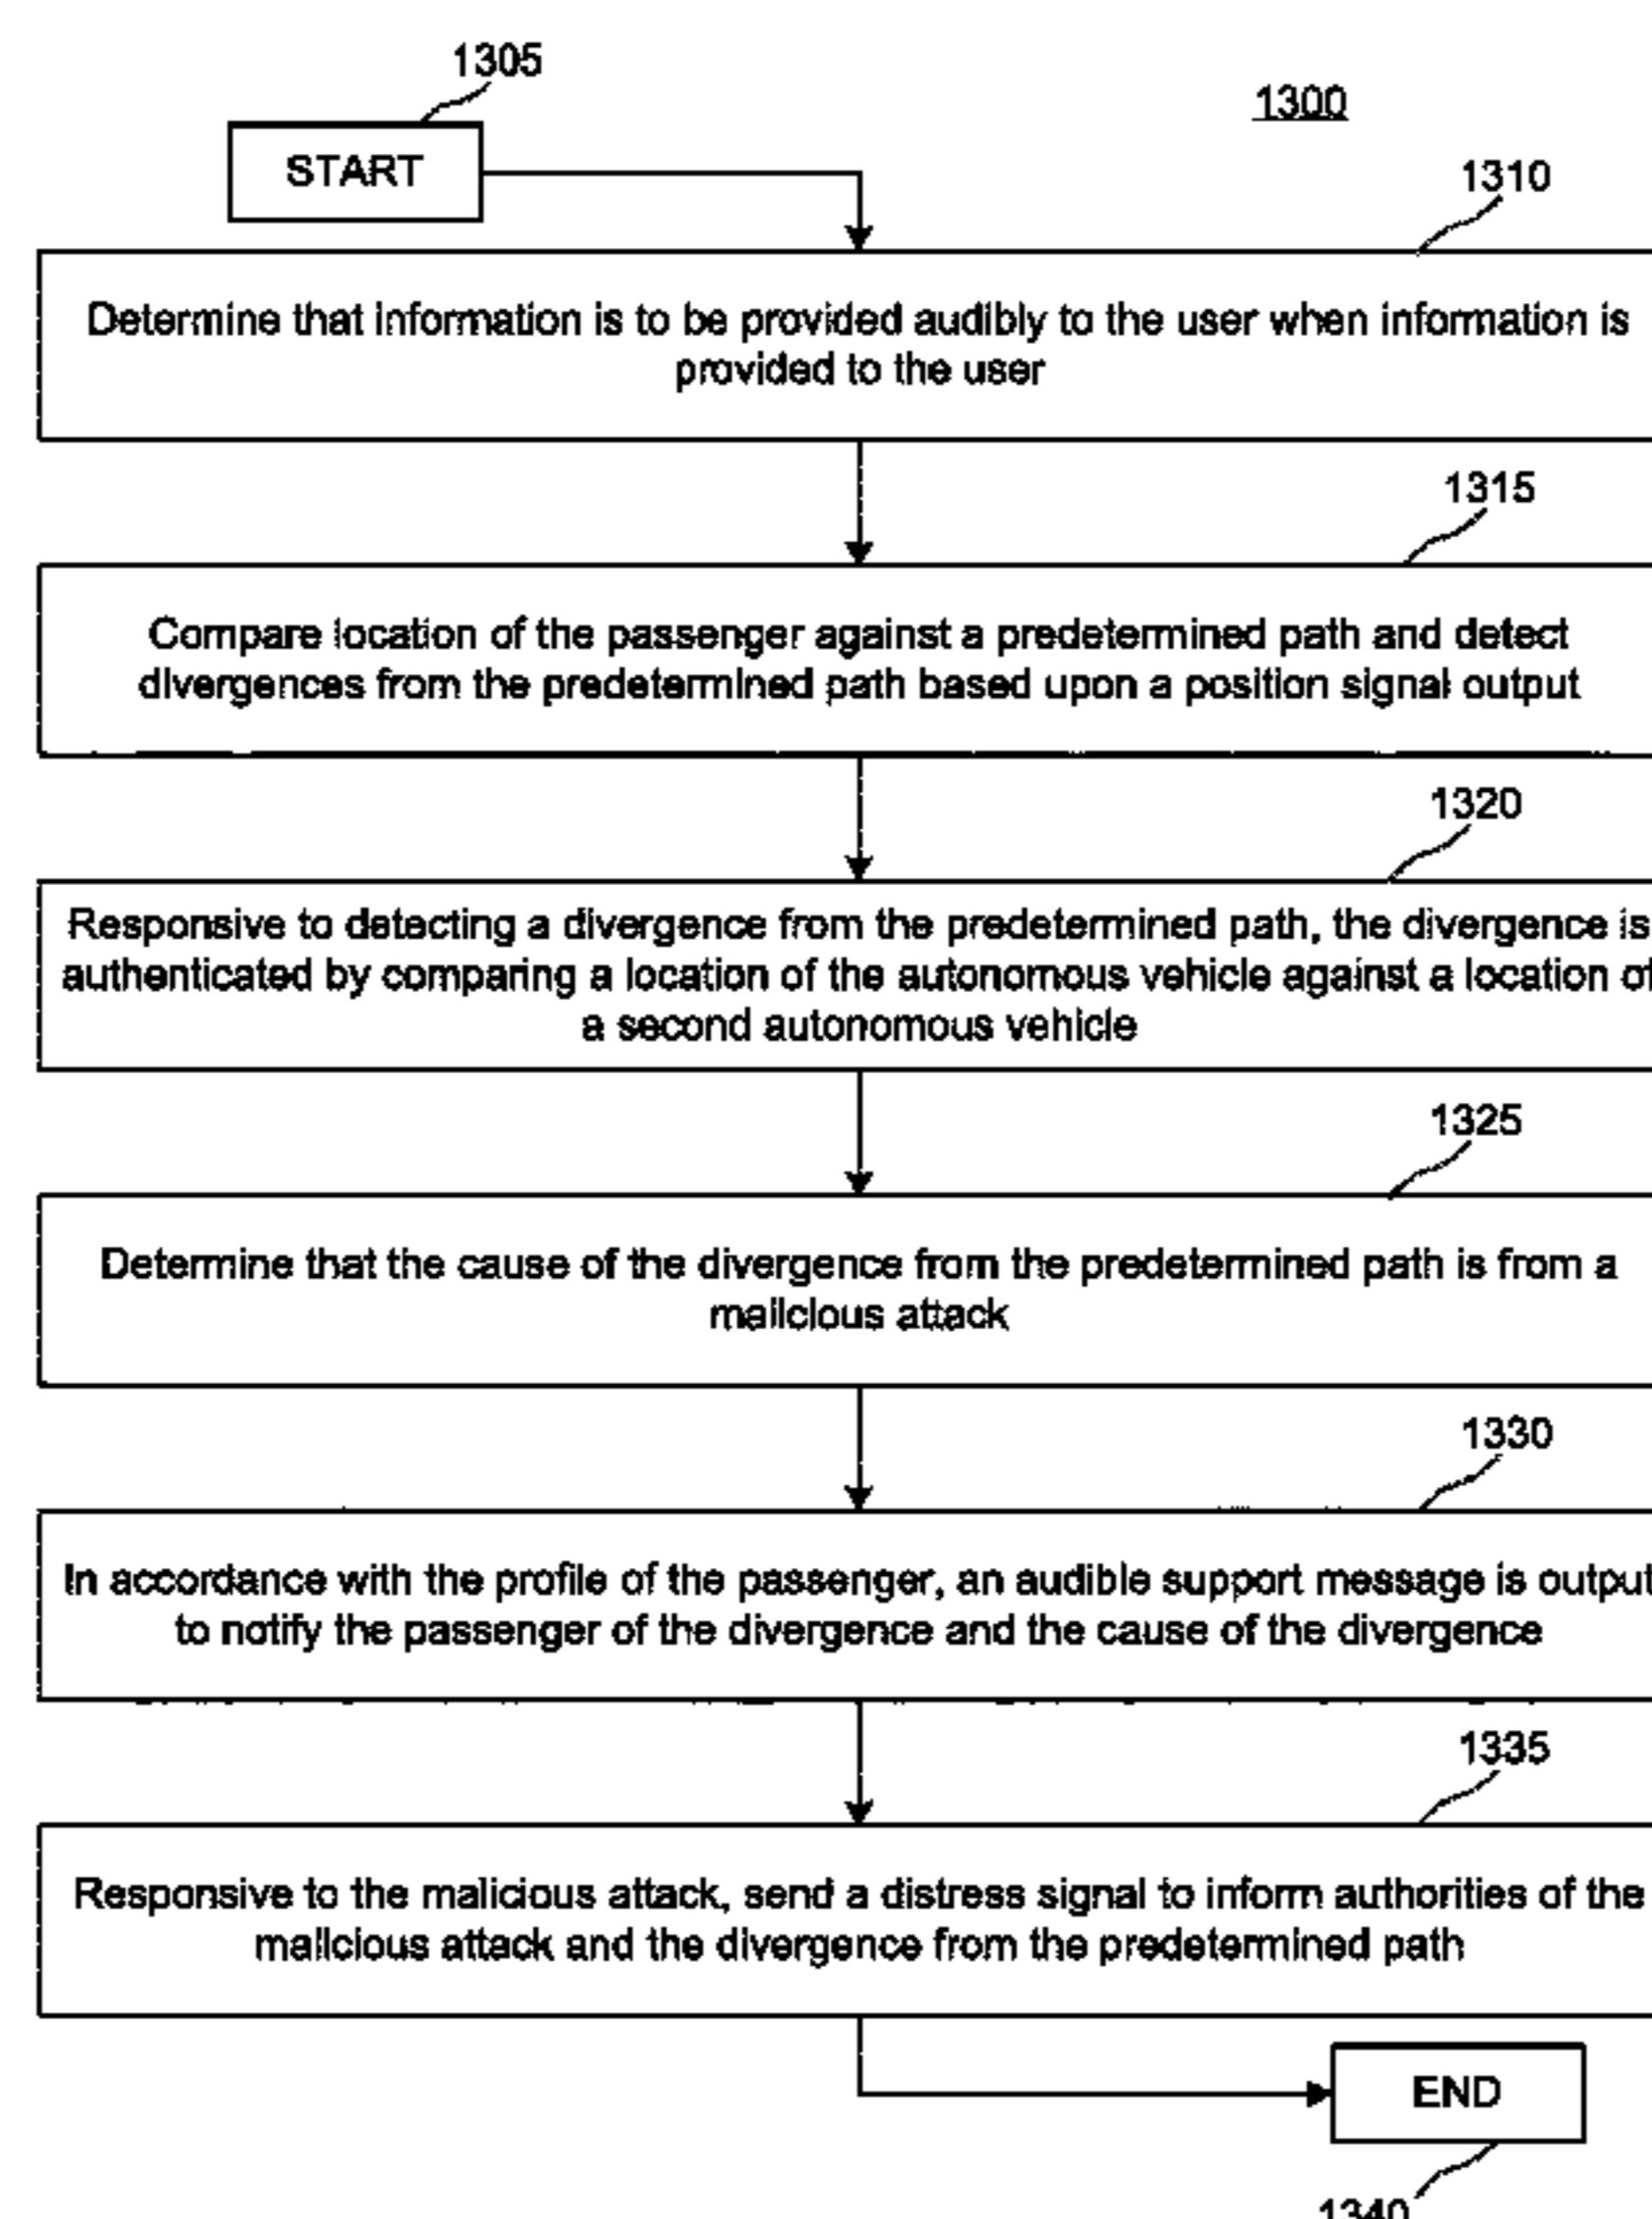 1305
1300
START
1310
Determine that information is to be provided audibly to the user when information is
provided to the user
1315
Compare location of the passenger against a predetermined path and detect
divergences from the predetermined path based upon a position signal output
1320
Responsive to detecting a divergence from the predetermined path, the divergence is
authenticated by comparing a location of the autonomous vehicle against a location of
a second autonomous vehicle
1325
Determine that the cause of the divergence from the predetermined path is from a
malicious attack
1330
In accordance with the profile of the passenger, an audible support message is output
to notify the passenger of the divergence and the cause of the divergence
1335
Responsive to the malicious attack, send a distress signal to inform authorities of the
malicious attack and the divergence from the predetermined path
END
1340